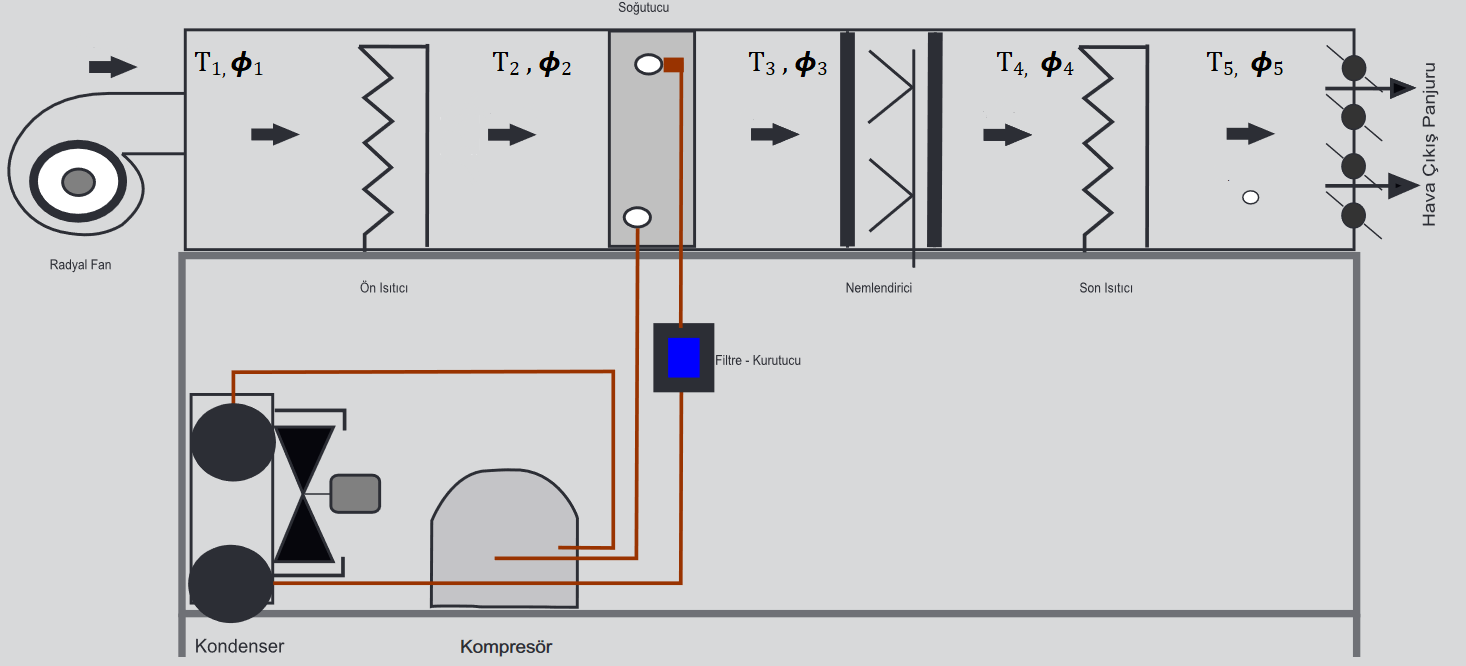 Soğutucu
T1, ϕ1
T2 , ϕ2
T3 , ϕ3
T4, ϕ4
T5, ϕ5
Hava Çıkış Panjuru
Radyal Fan
Ön Isıtıcı
Nemlendirici
Son Isıtıcı
Filtre - Kurutucu
Kondenser
Kompresör